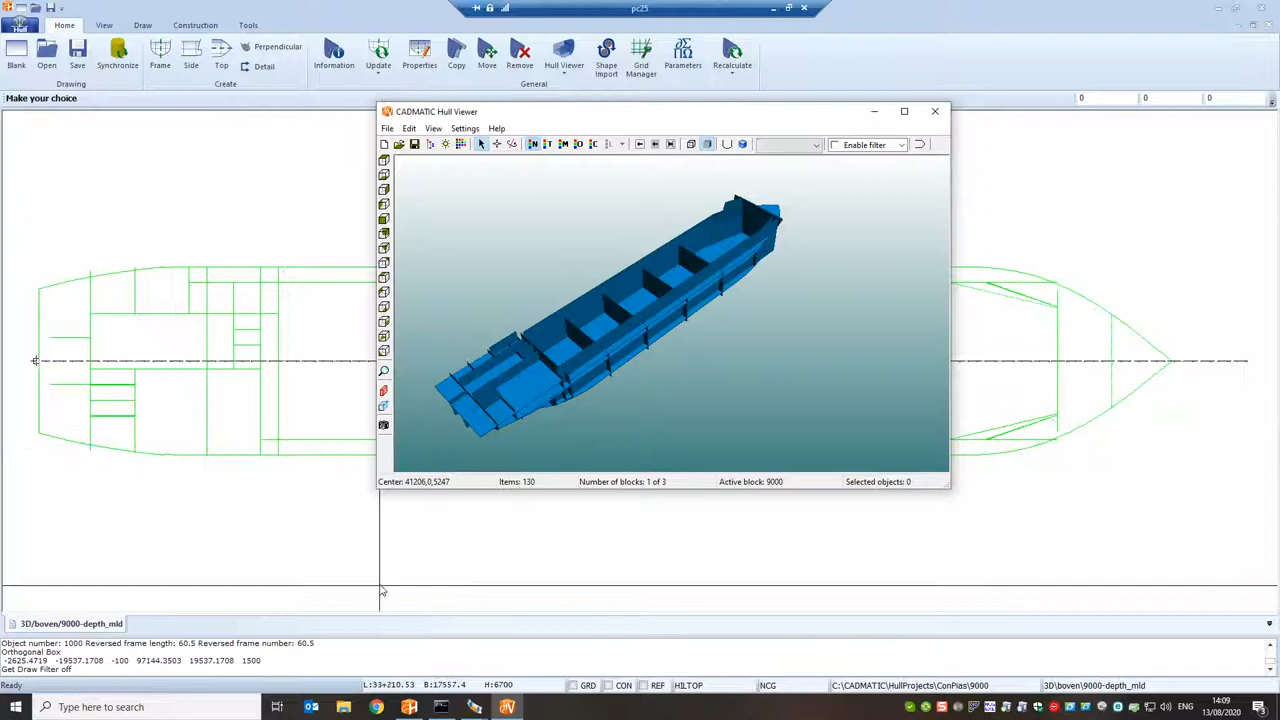 pc25
Home View Draw Construction Tools
Hull
Blank Open Save Synchronize Frame Side Top Perpendicular Detail Information Update Properties Copy Move Remove Hull Viewer Shape Import Grid Manager Parameters Recalculate
Drawing Create General
Make your choice 0 0 0
CADMATIC Hull Viewer
File Edit View Settings Help
N T M O C L Enable filter
Center: 41206,0,5247 Items: 130 Number of blocks: 1 of 3 Active block: 9000 Selected objects: 0
3D/boven/9000-depth_mld
Object number: 1000 Reversed frame length: 60.5 Reversed frame number: 60.5
Orthogonal Box
-2625.4719 -19537.1708 -100 97144.3503 19537.1708 1500
Get Draw Filter off
Ready L:33+210.53 B:17557.4 H:6700 GRD CON REF HILTOP NCG C:\CADMATIC\HullProjects\ConPias\9000 3D\boven\9000-depth_mld
Type here to search ENG 14:09
13/08/2020 3